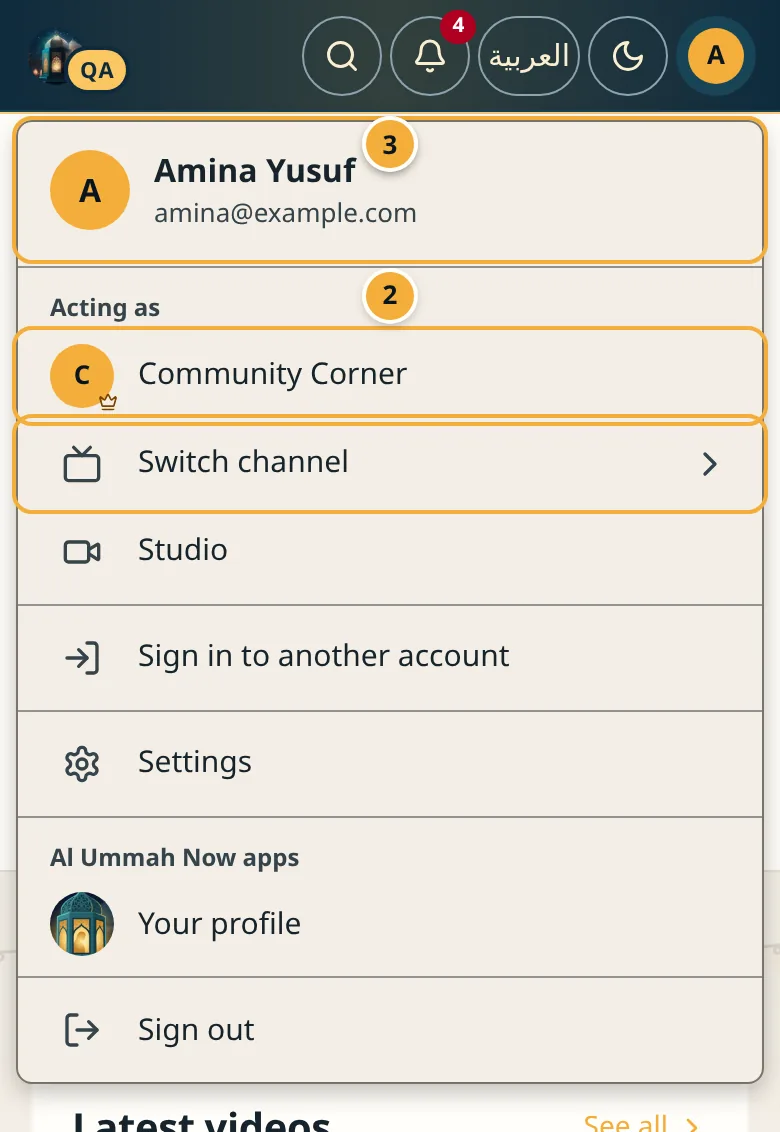 QA
4
العربية
A
3
A
Amina Yusuf
amina@example.com
2
Acting as
C
Community Corner
Switch channel
Studio
Sign in to another account
Settings
Al Ummah Now apps
Your profile
Sign out
Latest videos
See all